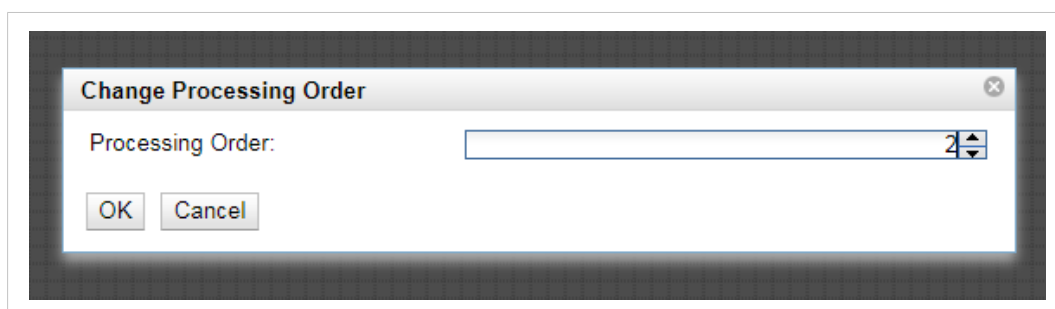 Change Processing Order
Processing Order: 2
OK Cancel